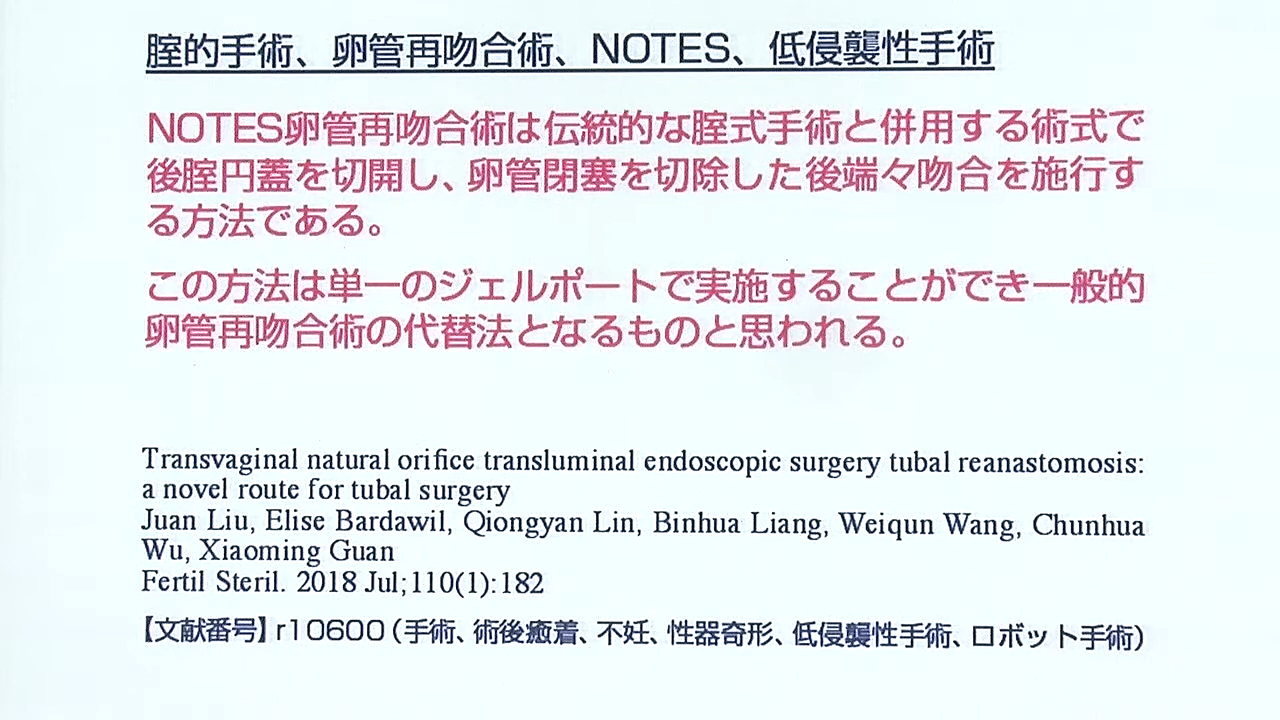 腟的手術、卵管再吻合術、NOTES、低侵襲性手術
NOTES卵管再吻合術は伝統的な腟式手術と併用する術式で
後腟円蓋を切開し、卵管閉塞を切除した後端々吻合を施行す
る方法である。
この方法は単一のジェルポートで実施することができ一般的
卵管再吻合術の代替法となるものと思われる。
Transvaginal natural orifice transluminal endoscopic surgery tubal reanastomosis:
a novel route for tubal surgery
Juan Liu, Elise Bardawil, Qiongyan Lin, Binhua Liang, Weiqun Wang, Chunhua
Wu, Xiaoming Guan
Fertil Steril. 2018 Jul;110(1):182
【文献番号】r10600(手術、術後癒着、不妊、性器奇形、低侵襲性手術、ロボット手術)